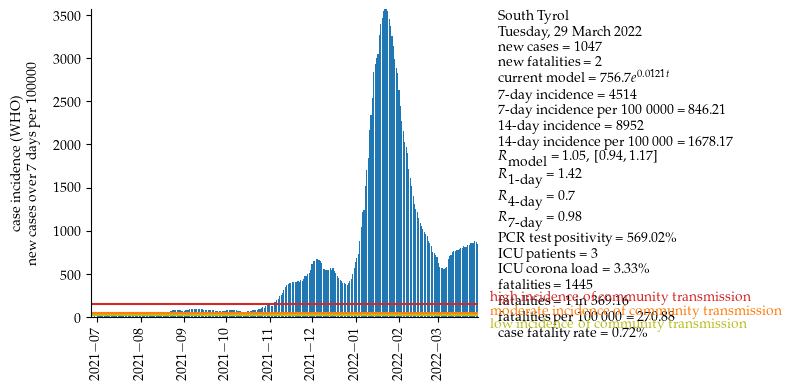 case incidence (WHO)
new cases over 7 days per 100000
3500
3000
2500
2000
1500
1000
500
0
2021−07
2021−08
2021−09
2021−10
2021−11
2021−12
2022−01
2022−02
2022−03
South Tyrol
Tuesday, 29 March 2022
new cases = 1047
new fatalities = 2
current model = 756.7e^0.0121t
7-day incidence = 4514
7-day incidence per 100 0000 = 846.21
14-day incidence = 8952
14-day incidence per 100 000 = 1678.17
R_model = 1.05, [0.94, 1.17]
R_1-day = 1.42
R_4-day = 0.7
R_7-day = 0.98
PCR test positivity = 569.02%
ICU patients = 3
ICU corona load = 3.33%
fatalities = 1445
high incidence of community transmission
fatalities = 1 in 369.16
moderate incidence of community transmission
fatalities per 100 000 = 270.88
low incidence of community transmission
case fatality rate = 0.72%